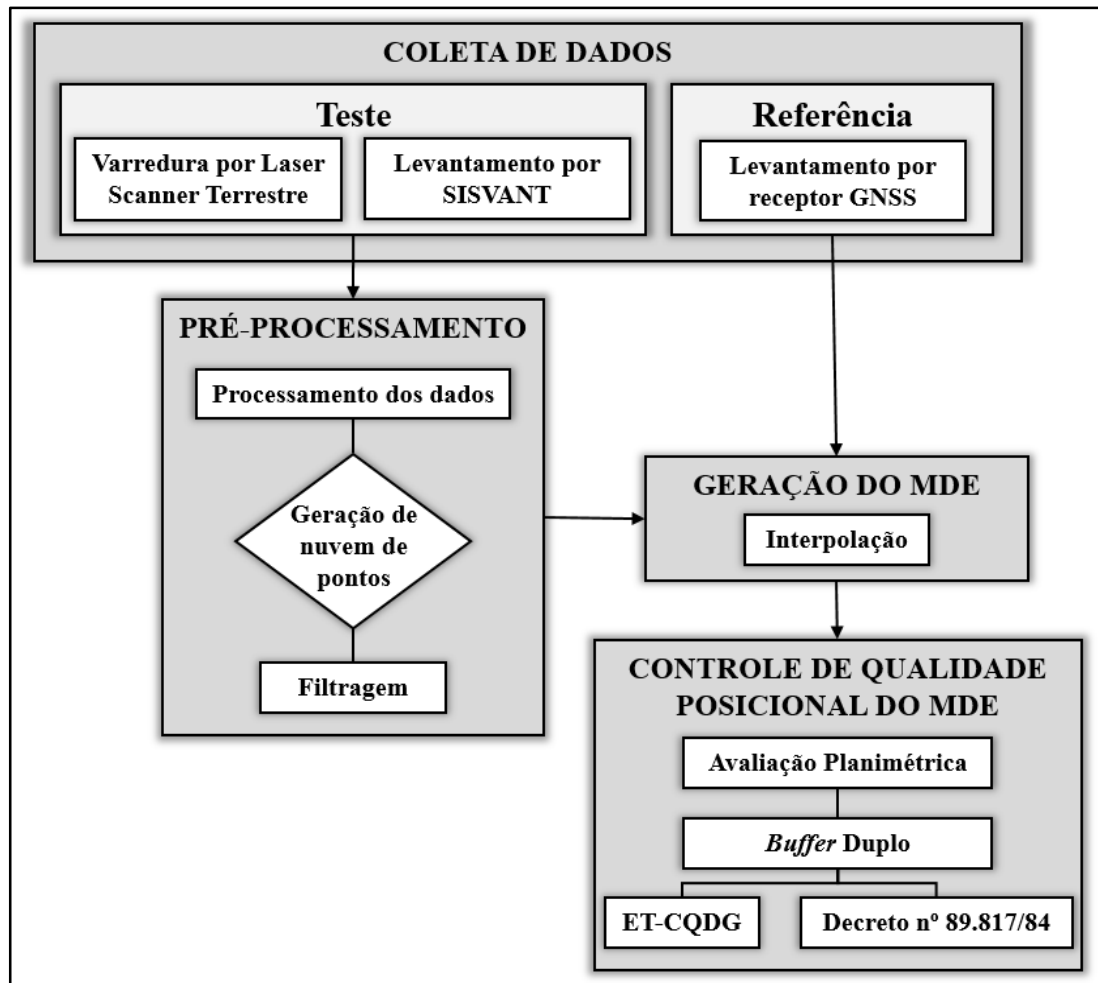 COLETA DE DADOS
Teste
Varredura por Laser
Scanner Terrestre
Levantamento por
SISVANT
Referência
Levantamento por
receptor GNSS
PRÉ-PROCESSAMENTO
Processamento dos dados
Geração de
nuvem de
pontos
Filtragem
GERAÇÃO DO MDE
Interpolação
CONTROLE DE QUALIDADE
POSICIONAL DO MDE
Avaliação Planimétrica
Buffer Duplo
ET-CQDG
Decreto nº 89.817/84